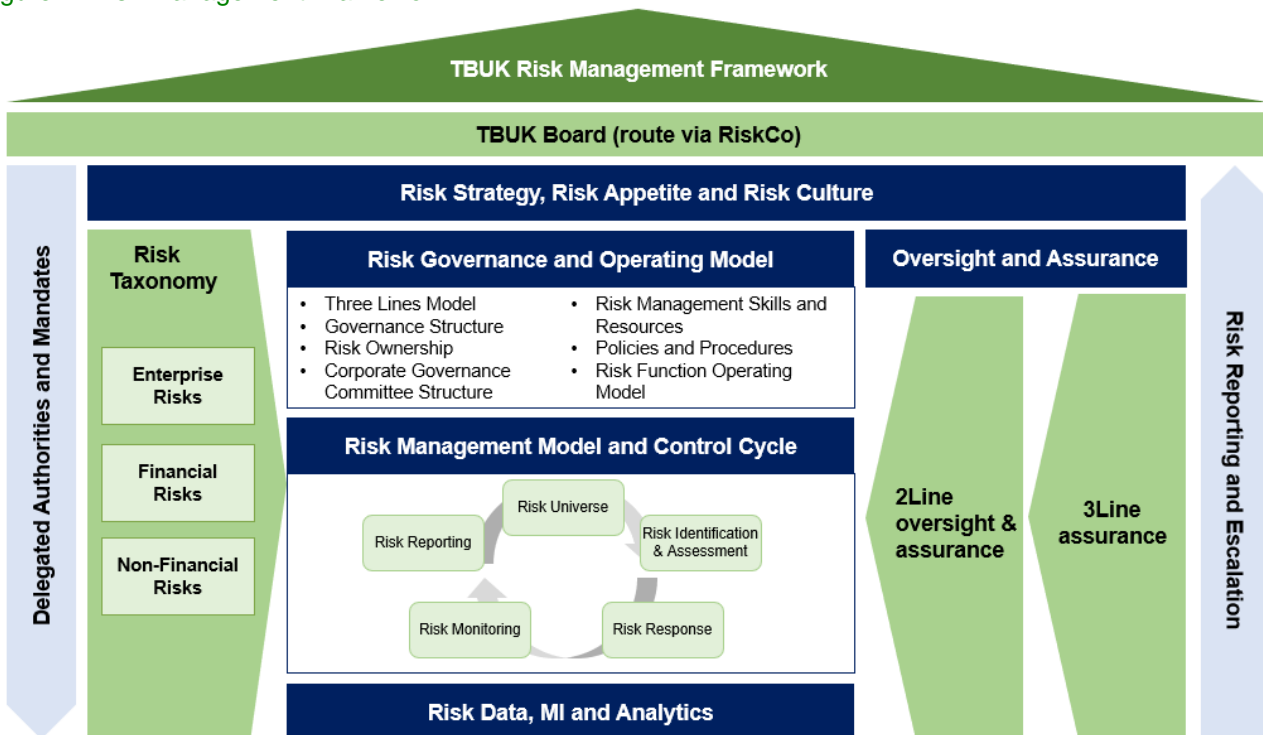 TBUK Risk Management Framework
TBUK Board (route via RiskCo)
Delegated Authorities and Mandates
Risk Strategy, Risk Appetite and Risk Culture
Risk
Taxonomy
Enterprise
Risks
Financial
Risks
Non-Financial
Risks
Risk Governance and Operating Model
• Three Lines Model
• Governance Structure
• Risk Ownership
• Corporate Governance
Committee Structure
• Risk Management Skills and
Resources
• Policies and Procedures
• Risk Function Operating
Model
Risk Management Model and Control Cycle
Risk Universe
Risk Identification
& Assessment
Risk Response
Risk Monitoring
Risk Reporting
Risk Data, MI and Analytics
Oversight and Assurance
2Line
oversight &
assurance
3Line
assurance
Risk Reporting and Escalation